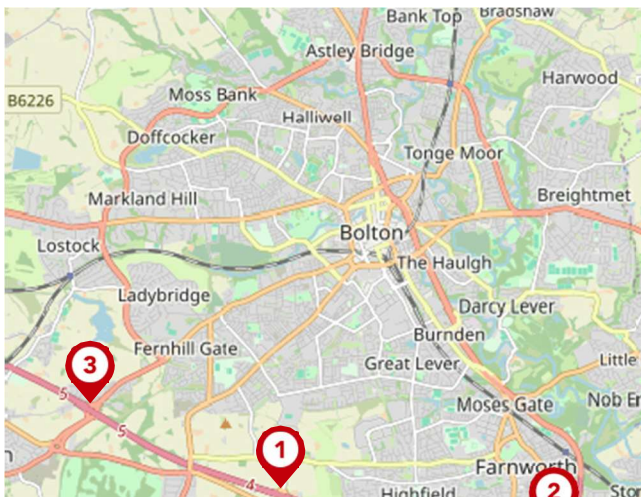 Bank Top
Bradshaw
Astley Bridge
Harwood
Moss Bank
B6226
Halliwell
Doffcocker
Tonge Moor
Markland Hill
Breightmet
Bolton
Lostock
The Haulgh
Ladybridge
Darcy Lever
Burnden
Fernhill Gate
Great Lever
Little
3
5
Nob En
Moses Gate
5
1
Farnworth
4
2
Highfield
Ston